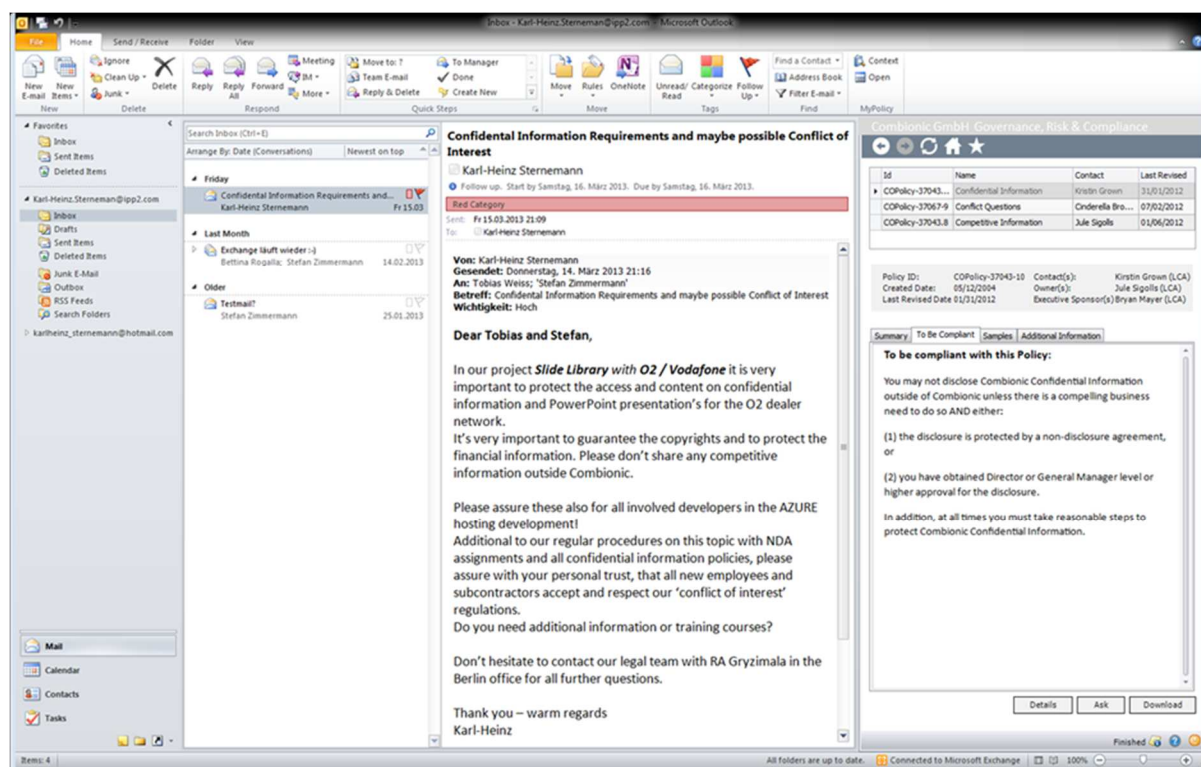 Inbox - Karl-Heinz.Sterneman@ipp2.com - Microsoft Outlook
File Home Send / Receive Folder View
New E-mail
New Items
New
Ignore
Clean Up
Junk
Delete
Delete
Reply
Reply All
Forward
Meeting
IM
More
Respond
Move to: ?
Team E-mail
Reply & Delete
To Manager
Done
Create New
Quick Steps
Move
Rules
OneNote
Move
Unread/ Read
Categorize
Follow Up
Tags
Find a Contact
Address Book
Filter E-mail
Find
Context
Open
MyPolicy
Favorites
Inbox
Sent Items
Deleted Items
Karl-Heinz.Sterneman@ipp2.com
Inbox
Drafts
Sent Items
Deleted Items
Junk E-Mail
Outbox
RSS Feeds
Search Folders
karlheinz_sternemann@hotmail.com
Mail
Calendar
Contacts
Tasks
Search Inbox (Ctrl+E)
Arrange By: Date (Conversations) Newest on top
Friday
Confidental Information Requirements and...
Karl-Heinz Sternemann Fr 15.03
Last Month
Exchange läuft wieder :-)
Bettina Rogalla; Stefan Zimmermann 14.02.2013
Older
Testmail?
Stefan Zimmermann 25.01.2013
Confidental Information Requirements and maybe possible Conflict of
Interest
Karl-Heinz Sternemann
Follow up. Start by Samstag, 16. März 2013. Due by Samstag, 16. März 2013.
Red Category
Sent: Fr 15.03.2013 21:09
To: Karl-Heinz Sternemann
Von: Karl-Heinz Sternemann
Gesendet: Donnerstag, 14. März 2013 21:16
An: Tobias Weiss; 'Stefan Zimmermann'
Betreff: Confidental Information Requirements and maybe possible Conflict of Interest
Wichtigkeit: Hoch
Dear Tobias and Stefan,
In our project Slide Library with O2 / Vodafone it is very
important to protect the access and content on confidential
information and PowerPoint presentation's for the O2 dealer
network.
It's very important to guarantee the copyrights and to protect the
financial information. Please don't share any competitive
information outside Combionic.
Please assure these also for all involved developers in the AZURE
hosting development!
Additional to our regular procedures on this topic with NDA
assignments and all confidential information policies, please
assure with your personal trust, that all new employees and
subcontractors accept and respect our 'conflict of interest'
regulations.
Do you need additional information or training courses?
Don't hesitate to contact our legal team with RA Gryzimala in the
Berlin office for all further questions.
Thank you – warm regards
Karl-Heinz
Combionic GmbH Governance, Risk & Compliance
Id Name Contact Last Revised
COPolicy-37043... Confidential Information Kristin Grown 31/01/2012
COPolicy-37067-9 Conflict Questions Cinderella Bro... 07/02/2012
COPolicy-37043.8 Competitive Information Jule Sigolls 01/06/2012
Policy ID: COPolicy-37043-10 Contact(s): Kirstin Grown (LCA)
Created Date: 05/12/2004 Owner(s): Jule Sigolls (LCA)
Last Revised Date 01/31/2012 Executive Sponsor(s) Bryan Mayer (LCA)
Summary To Be Compliant Samples Additional Information
To be compliant with this Policy:
You may not disclose Combionic Confidential Information
outside of Combionic unless there is a compelling business
need to do so AND either:
(1) the disclosure is protected by a non-disclosure agreement,
or
(2) you have obtained Director or General Manager level or
higher approval for the disclosure.
In addition, at all times you must take reasonable steps to
protect Combionic Confidential Information.
Details Ask Download
Finished
Items: 4 All folders are up to date. Connected to Microsoft Exchange 100%